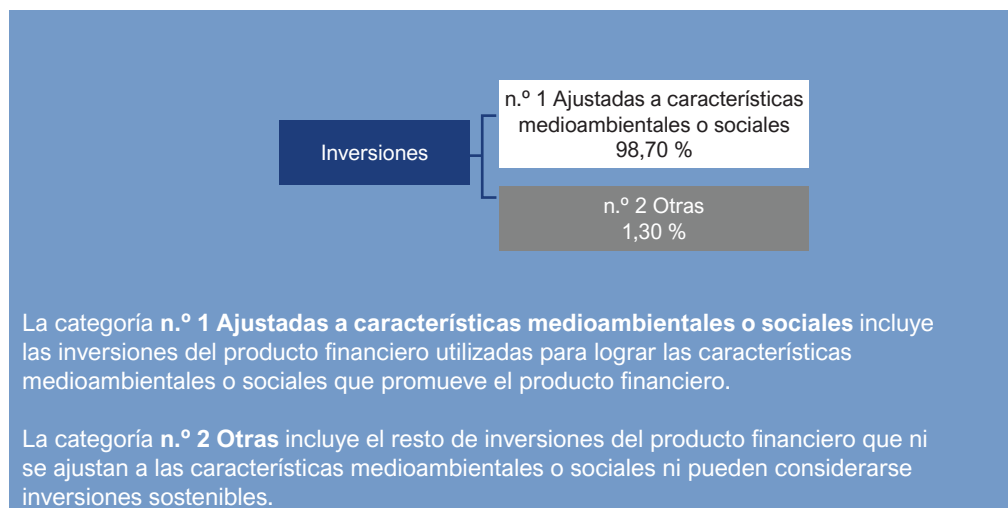 n.º 1 Ajustadas a características
medioambientales o sociales
98,70 %
Inversiones
n.º 2 Otras
1,30 %
La categoría n.º 1 Ajustadas a características medioambientales o sociales incluye
las inversiones del producto financiero utilizadas para lograr las características
medioambientales o sociales que promueve el producto financiero.
La categoría n.º 2 Otras incluye el resto de inversiones del producto financiero que ni
se ajustan a las características medioambientales o sociales ni pueden considerarse
inversiones sostenibles.